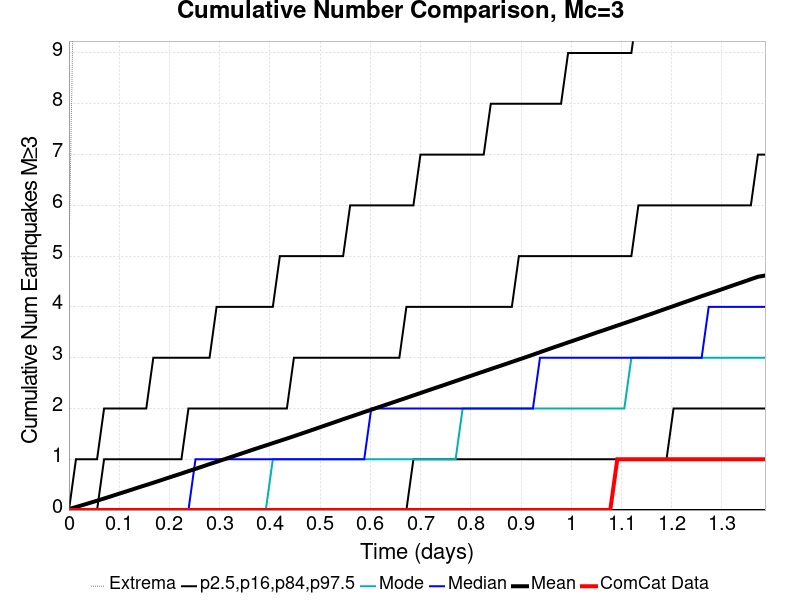 Cumulative Number Comparison, Mc=3
Cumulative Num Earthquakes M≥3
9
8
7
6
5
4
3
2
1
0
0 0.1 0.2 0.3 0.4 0.5 0.6 0.7 0.8 0.9 1 1.1 1.2 1.3
Time (days)
Extrema p2.5,p16,p84,p97.5 Mode Median Mean ComCat Data